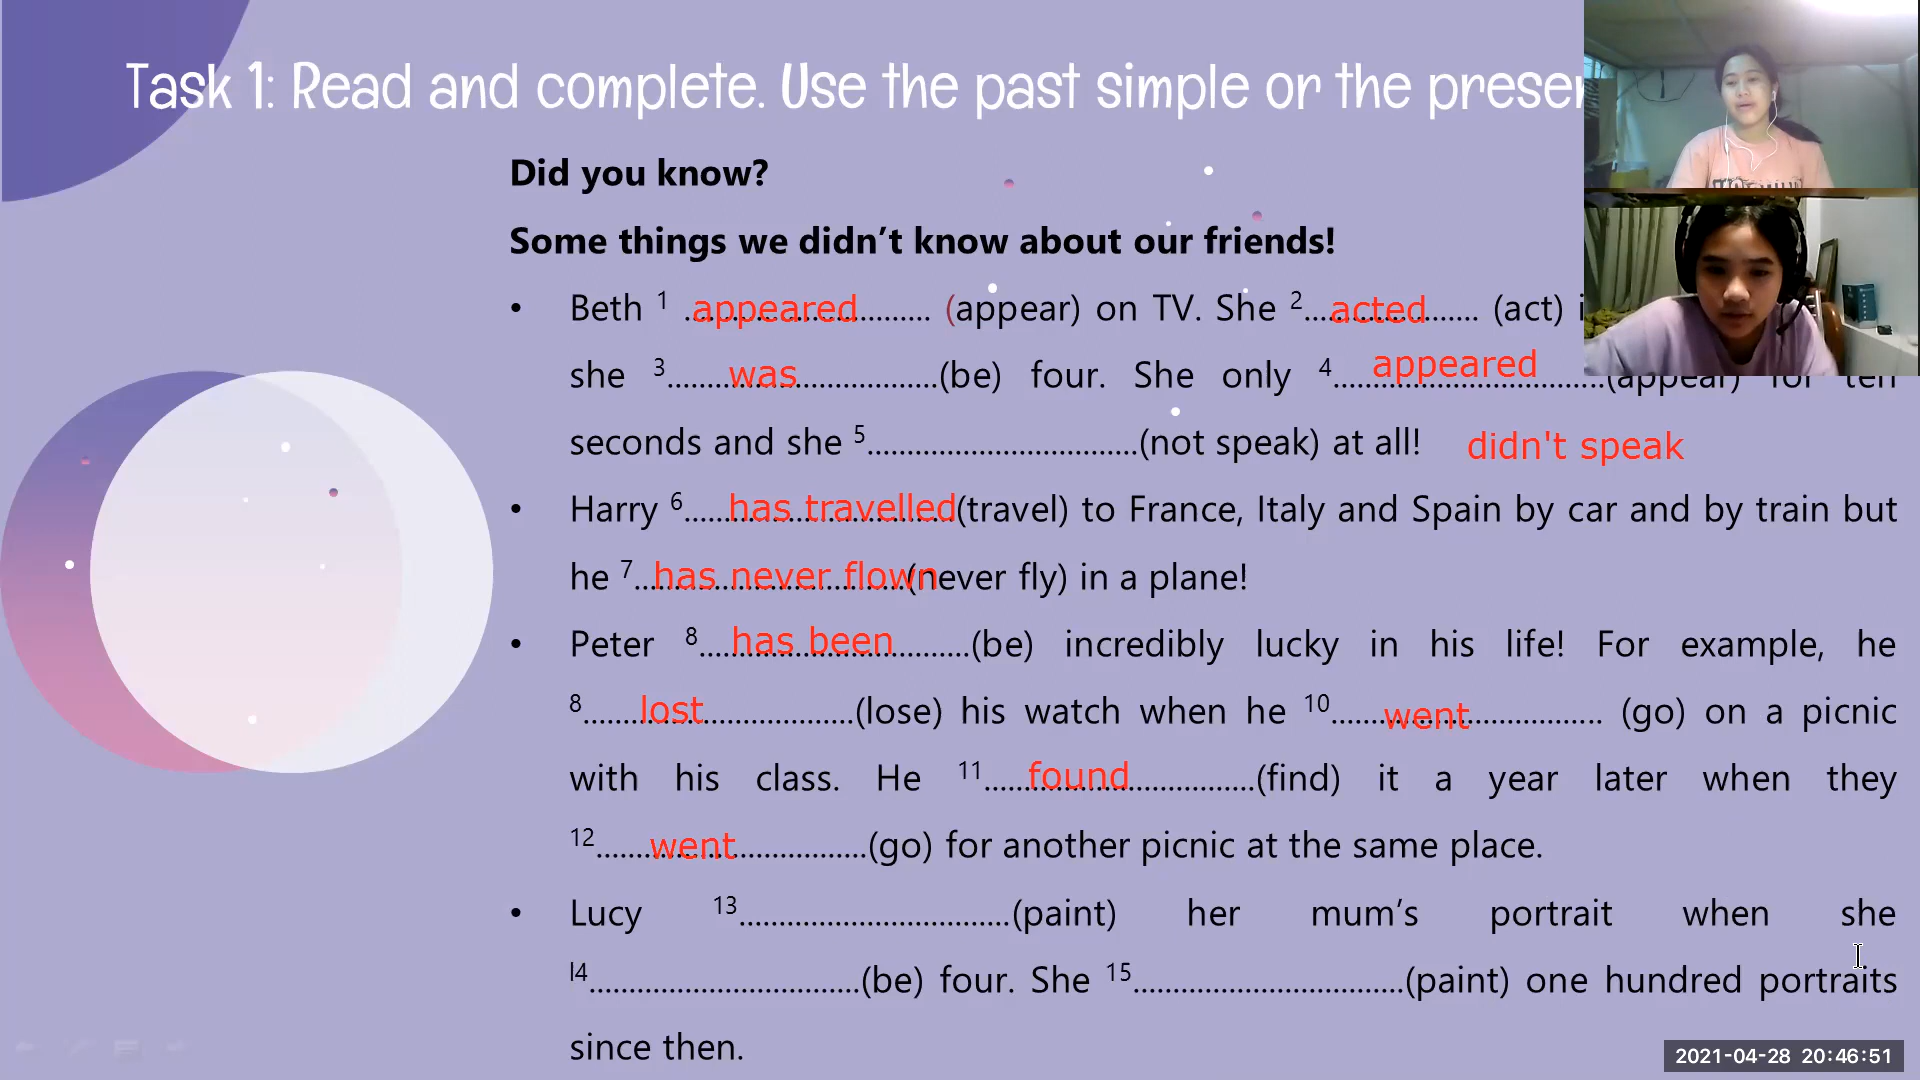 Task 1: Read and complete. Use the past simple or the presen
Did you know?
Some things we didn’t know about our friends!
• Beth 1 appeared............ (appear) on TV. She 2....acted........ (act) i
she 3.......was.................(be) four. She only 4....appeared.......(appear) for ten
seconds and she 5.................................(not speak) at all! didn't speak
• Harry 6.....has travelled(travel) to France, Italy and Spain by car and by train but
he 7...has never flown(never fly) in a plane!
• Peter 8.....has been.........(be) incredibly lucky in his life! For example, he
8.......lost...................(lose) his watch when he 10.......went................ (go) on a picnic
with his class. He 11......found...............(find) it a year later when they
12.......went................(go) for another picnic at the same place.
• Lucy 13.................................(paint) her mum’s portrait when she
l4.................................(be) four. She 15.................................(paint) one hundred portraits
since then.
2021-04-28 20:46:51